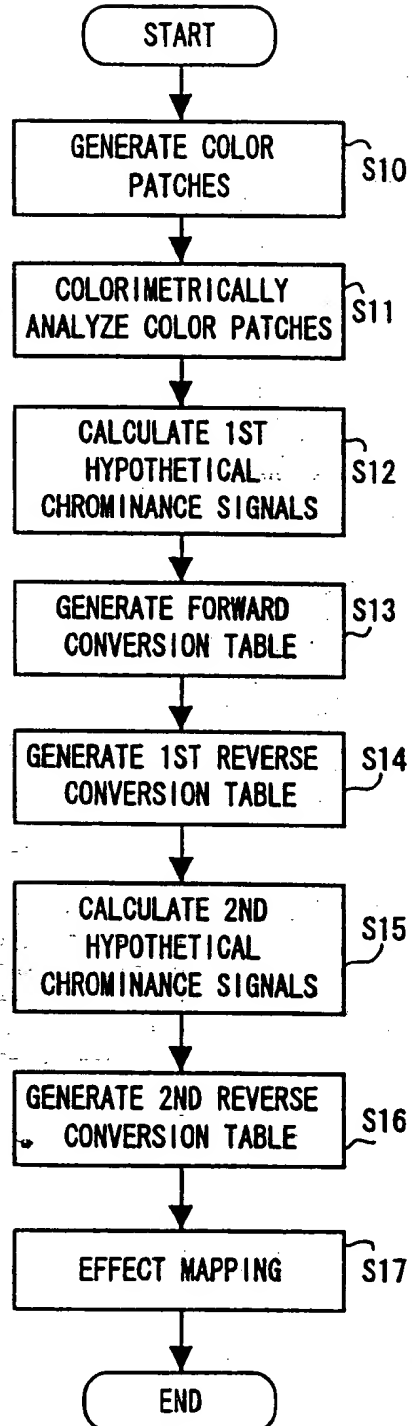 START
GENERATE COLOR
PATCHES
S10
COLORIMETRICALLY
ANALYZE COLOR PATCHES
S11
CALCULATE 1ST
HYPOTHETICAL
CHROMINANCE SIGNALS
S12
GENERATE FORWARD
CONVERSION TABLE
S13
GENERATE 1ST REVERSE
CONVERSION TABLE
S14
CALCULATE 2ND
HYPOTHETICAL
CHROMINANCE SIGNALS
S15
GENERATE 2ND REVERSE
CONVERSION TABLE
S16
EFFECT MAPPING
S17
END